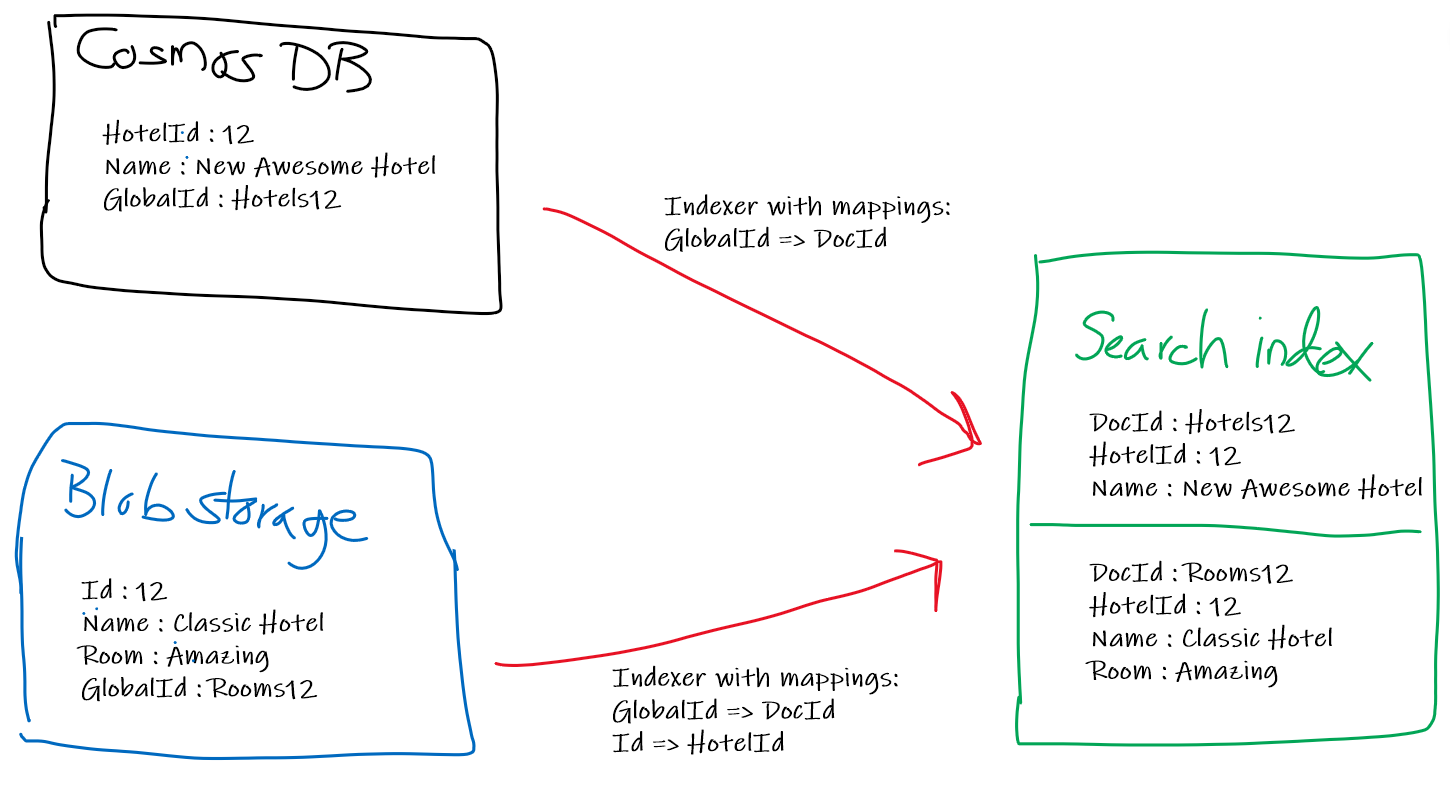 Cosmos DB
HotelId : 12
Name : New Awesome Hotel
GlobalId : Hotels12
Indexer with mappings:
GlobalId => DocId
Blob storage
Id : 12
Name : Classic Hotel
Room : Amazing
GlobalId : Rooms12
Indexer with mappings:
GlobalId => DocId
Id => HotelId
Search index
DocId : Hotels12
HotelId : 12
Name : New Awesome Hotel
DocId : Rooms12
HotelId : 12
Name : Classic Hotel
Room : Amazing